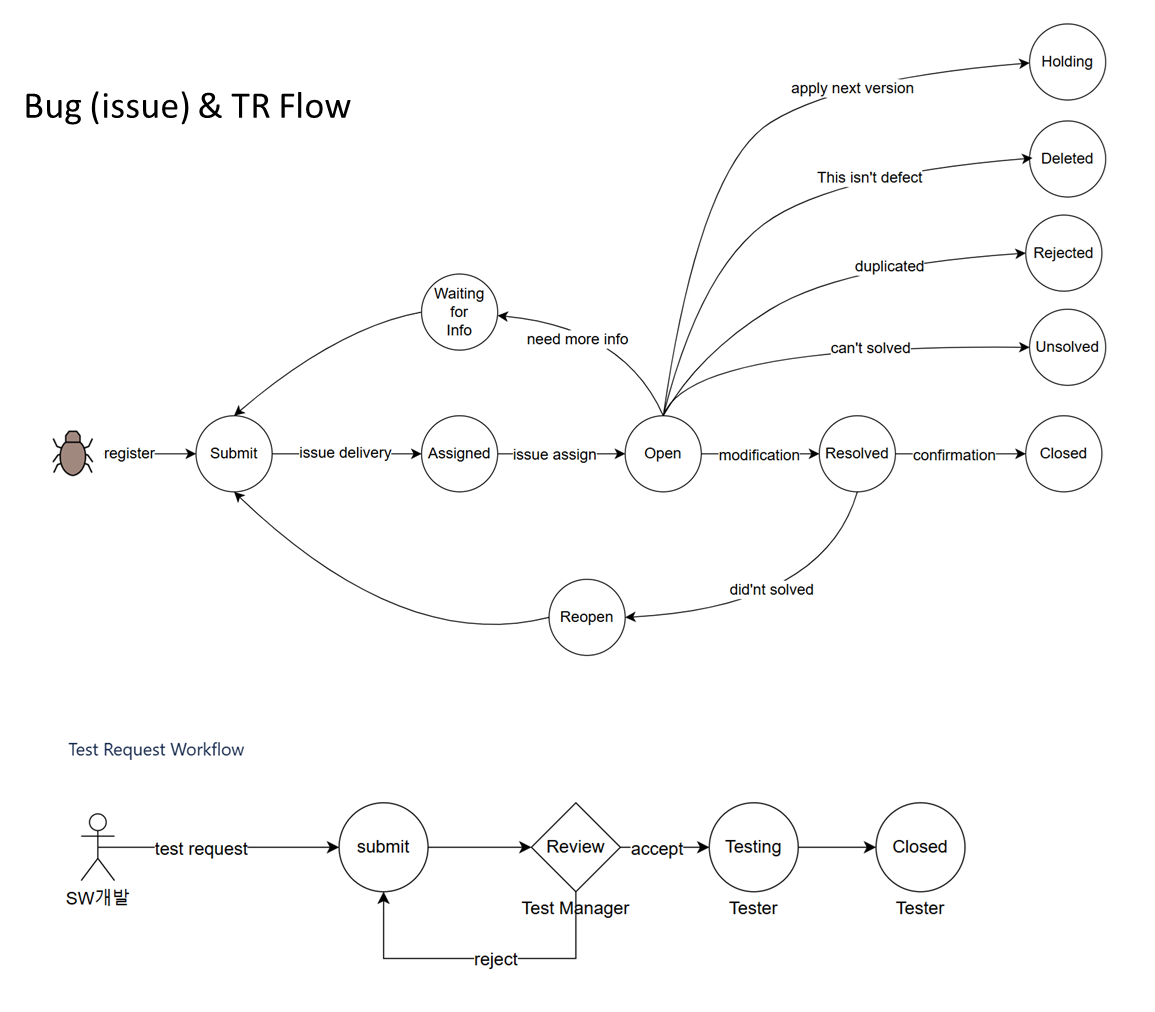 Bug (issue) & TR Flow
Holding
apply next version
Deleted
This isn't defect
Rejected
duplicated
Unsolved
can't solved
Waiting
for
Info
need more info
register
Submit
issue delivery
Assigned
issue assign
Open
modification
Resolved
confirmation
Closed
did'nt solved
Reopen
Test Request Workflow
SW개발
test request
submit
Review
Test Manager
accept
Testing
Tester
Closed
Tester
reject